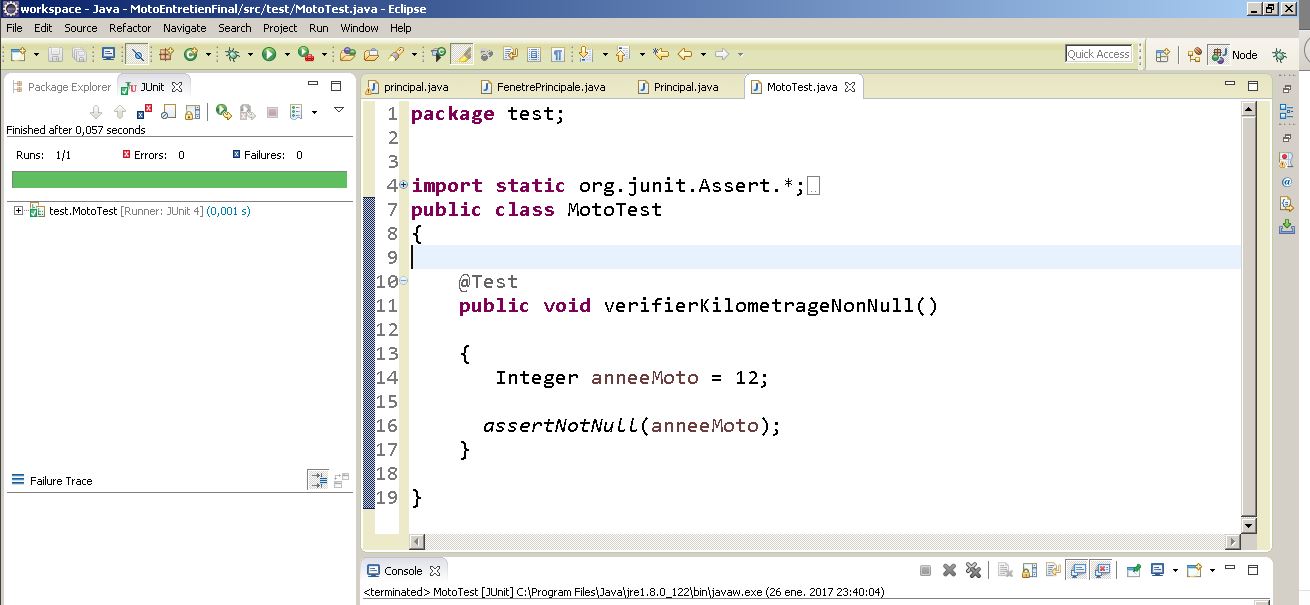 workspace - Java - MotoEntretienFinal/src/test/MotoTest.java - Eclipse
File Edit Source Refactor Navigate Search Project Run Window Help
Quick Access
Node
Package Explorer
JUnit
principal.java
FenetrePrincipale.java
Principal.java
MotoTest.java
Finished after 0,057 seconds
Runs: 1/1 Errors: 0 Failures: 0
test.MotoTest [Runner: JUnit 4] (0,001 s)
Failure Trace
1 package test;
2
3
4 import static org.junit.Assert.*;
7 public class MotoTest
8 {
9
10 @Test
11 public void verifierKilometrageNonNull()
12
13 {
14 Integer anneeMoto = 12;
15
16 assertNotNull(anneeMoto);
17 }
18
19 }
Console
<terminated> MotoTest [JUnit] C:\Program Files\Java\jre1.8.0_122\bin\javaw.exe (26 ene. 2017 23:40:04)